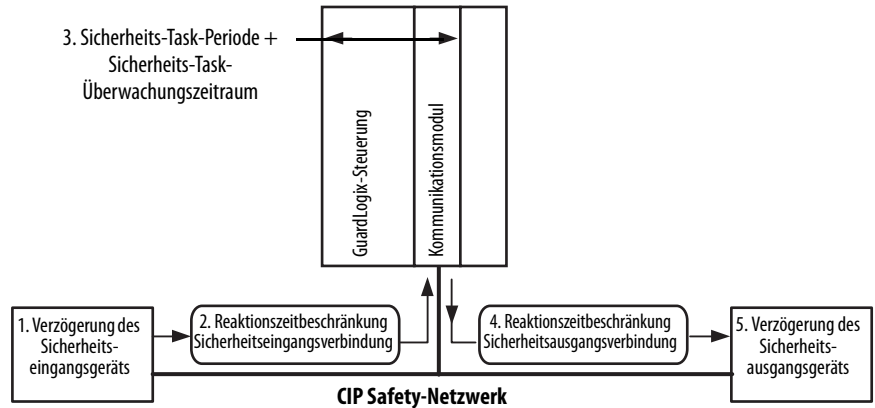 3. Sicherheits-Task-Periode +
Sicherheits-Task-
Überwachungszeitraum
GuardLogix-Steuerung
Kommunikationsmodul
1. Verzögerung des
Sicherheits-
eingangsgeräts
2. Reaktionszeitbeschränkung
Sicherheitseingangsverbindung
4. Reaktionszeitbeschränkung
Sicherheitsausgangsverbindung
5. Verzögerung des
Sicherheits-
ausgangsgeräts
CIP Safety-Netzwerk